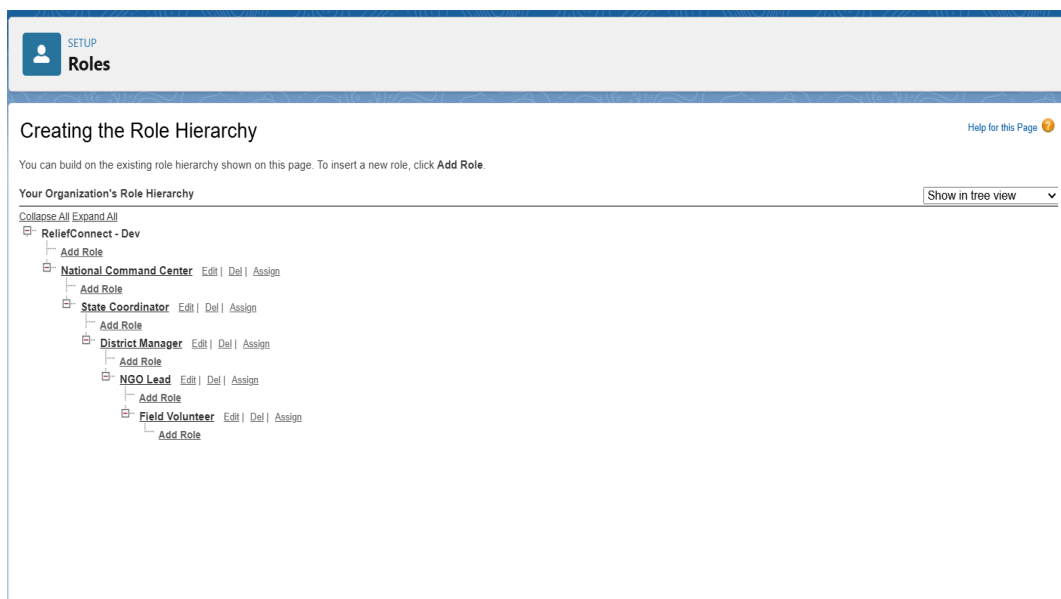 SETUP
Roles
Creating the Role Hierarchy
Help for this Page ?
You can build on the existing role hierarchy shown on this page. To insert a new role, click Add Role.
Your Organization's Role Hierarchy
Show in tree view
Collapse All Expand All
ReliefConnect - Dev
Add Role
National Command Center Edit | Del | Assign
Add Role
State Coordinator Edit | Del | Assign
Add Role
District Manager Edit | Del | Assign
Add Role
NGO Lead Edit | Del | Assign
Add Role
Field Volunteer Edit | Del | Assign
Add Role